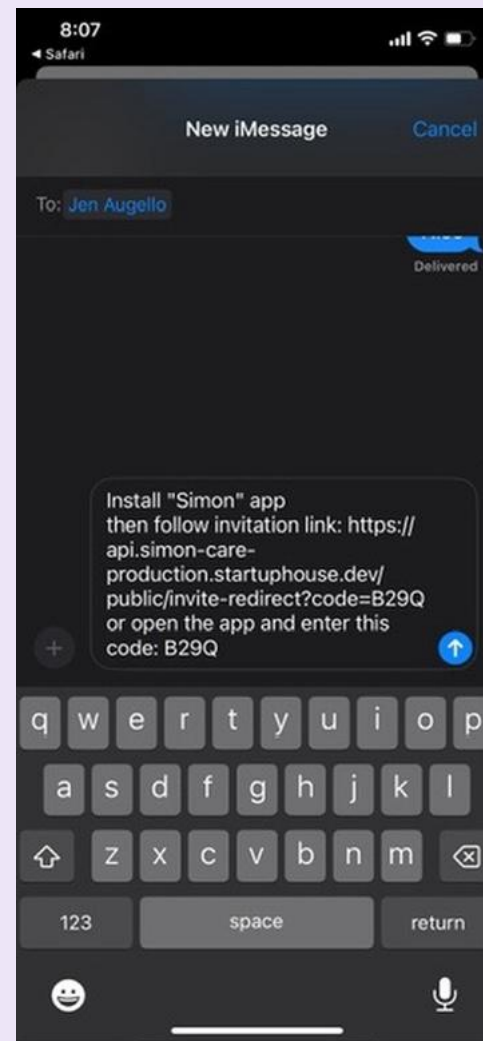 8:07
◀ Safari
New iMessage
Cancel
To: Jen Augello
Delivered
Install "Simon" app
then follow invitation link: https://
api.simon-care-
production.startuphouse.dev/
public/invite-redirect?code=B29Q
or open the app and enter this
code: B29Q
q w e r t y u i o p
a s d f g h j k l
z x c v b n m
123 space return